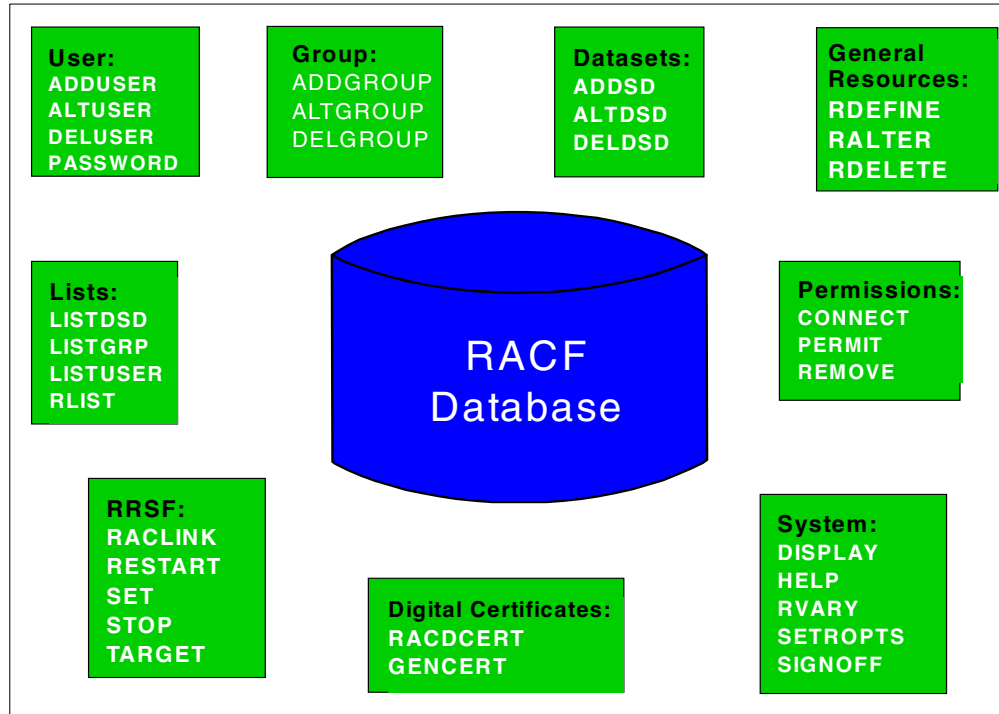 User:
ADDUSER
ALTUSER
DELUSER
PASSWORD
Group:
ADDGROUP
ALTGROUP
DELGROUP
Datasets:
ADDSD
ALTDSD
DELDSD
General
Resources:
RDEFINE
RALTER
RDELETE
Lists:
LISTDSD
LISTGRP
LISTUSER
RLIST
RACF
Database
Permissions:
CONNECT
PERMIT
REMOVE
RRSF:
RACLINK
RESTART
SET
STOP
TARGET
Digital Certificates:
RACDCERT
GENCERT
System:
DISPLAY
HELP
RVARY
SETROPTS
SIGNOFF